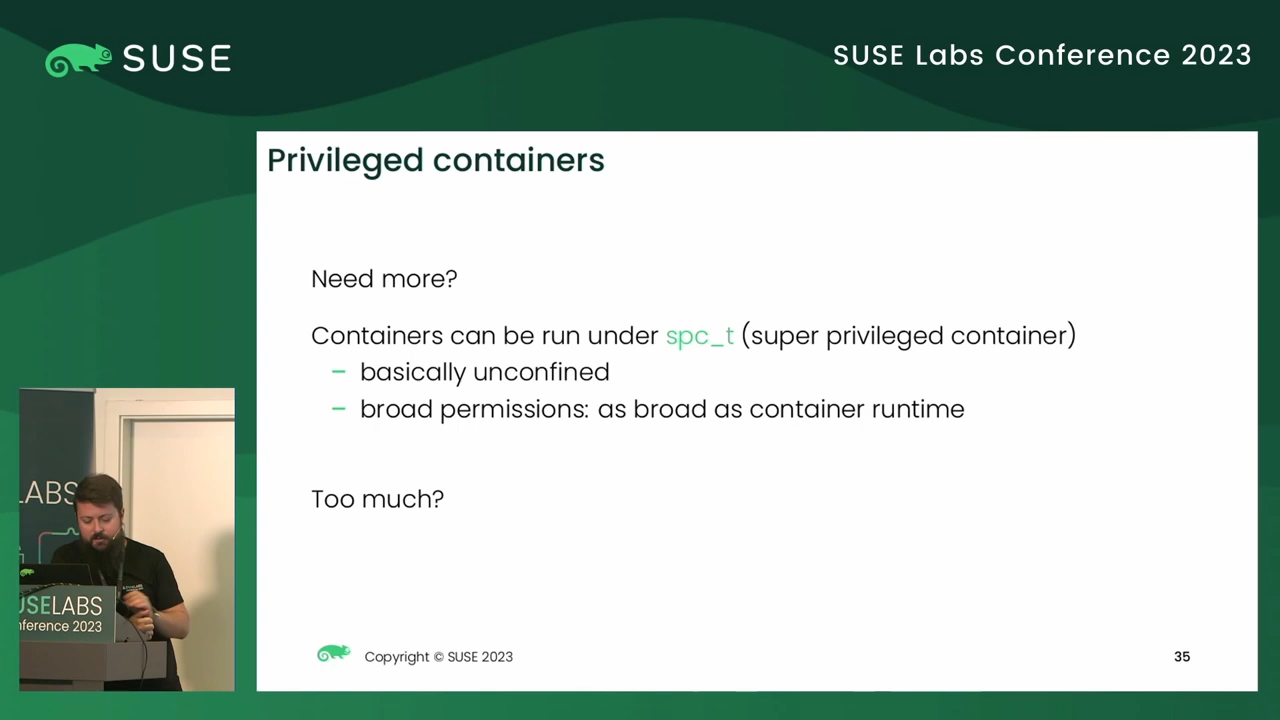 SUSE
SUSE Labs Conference 2023
Privileged containers
Need more?
Containers can be run under spc_t (super privileged container)
– basically unconfined
– broad permissions: as broad as container runtime
Too much?
LABS
USELABS
nference 2023
Copyright © SUSE 2023
35